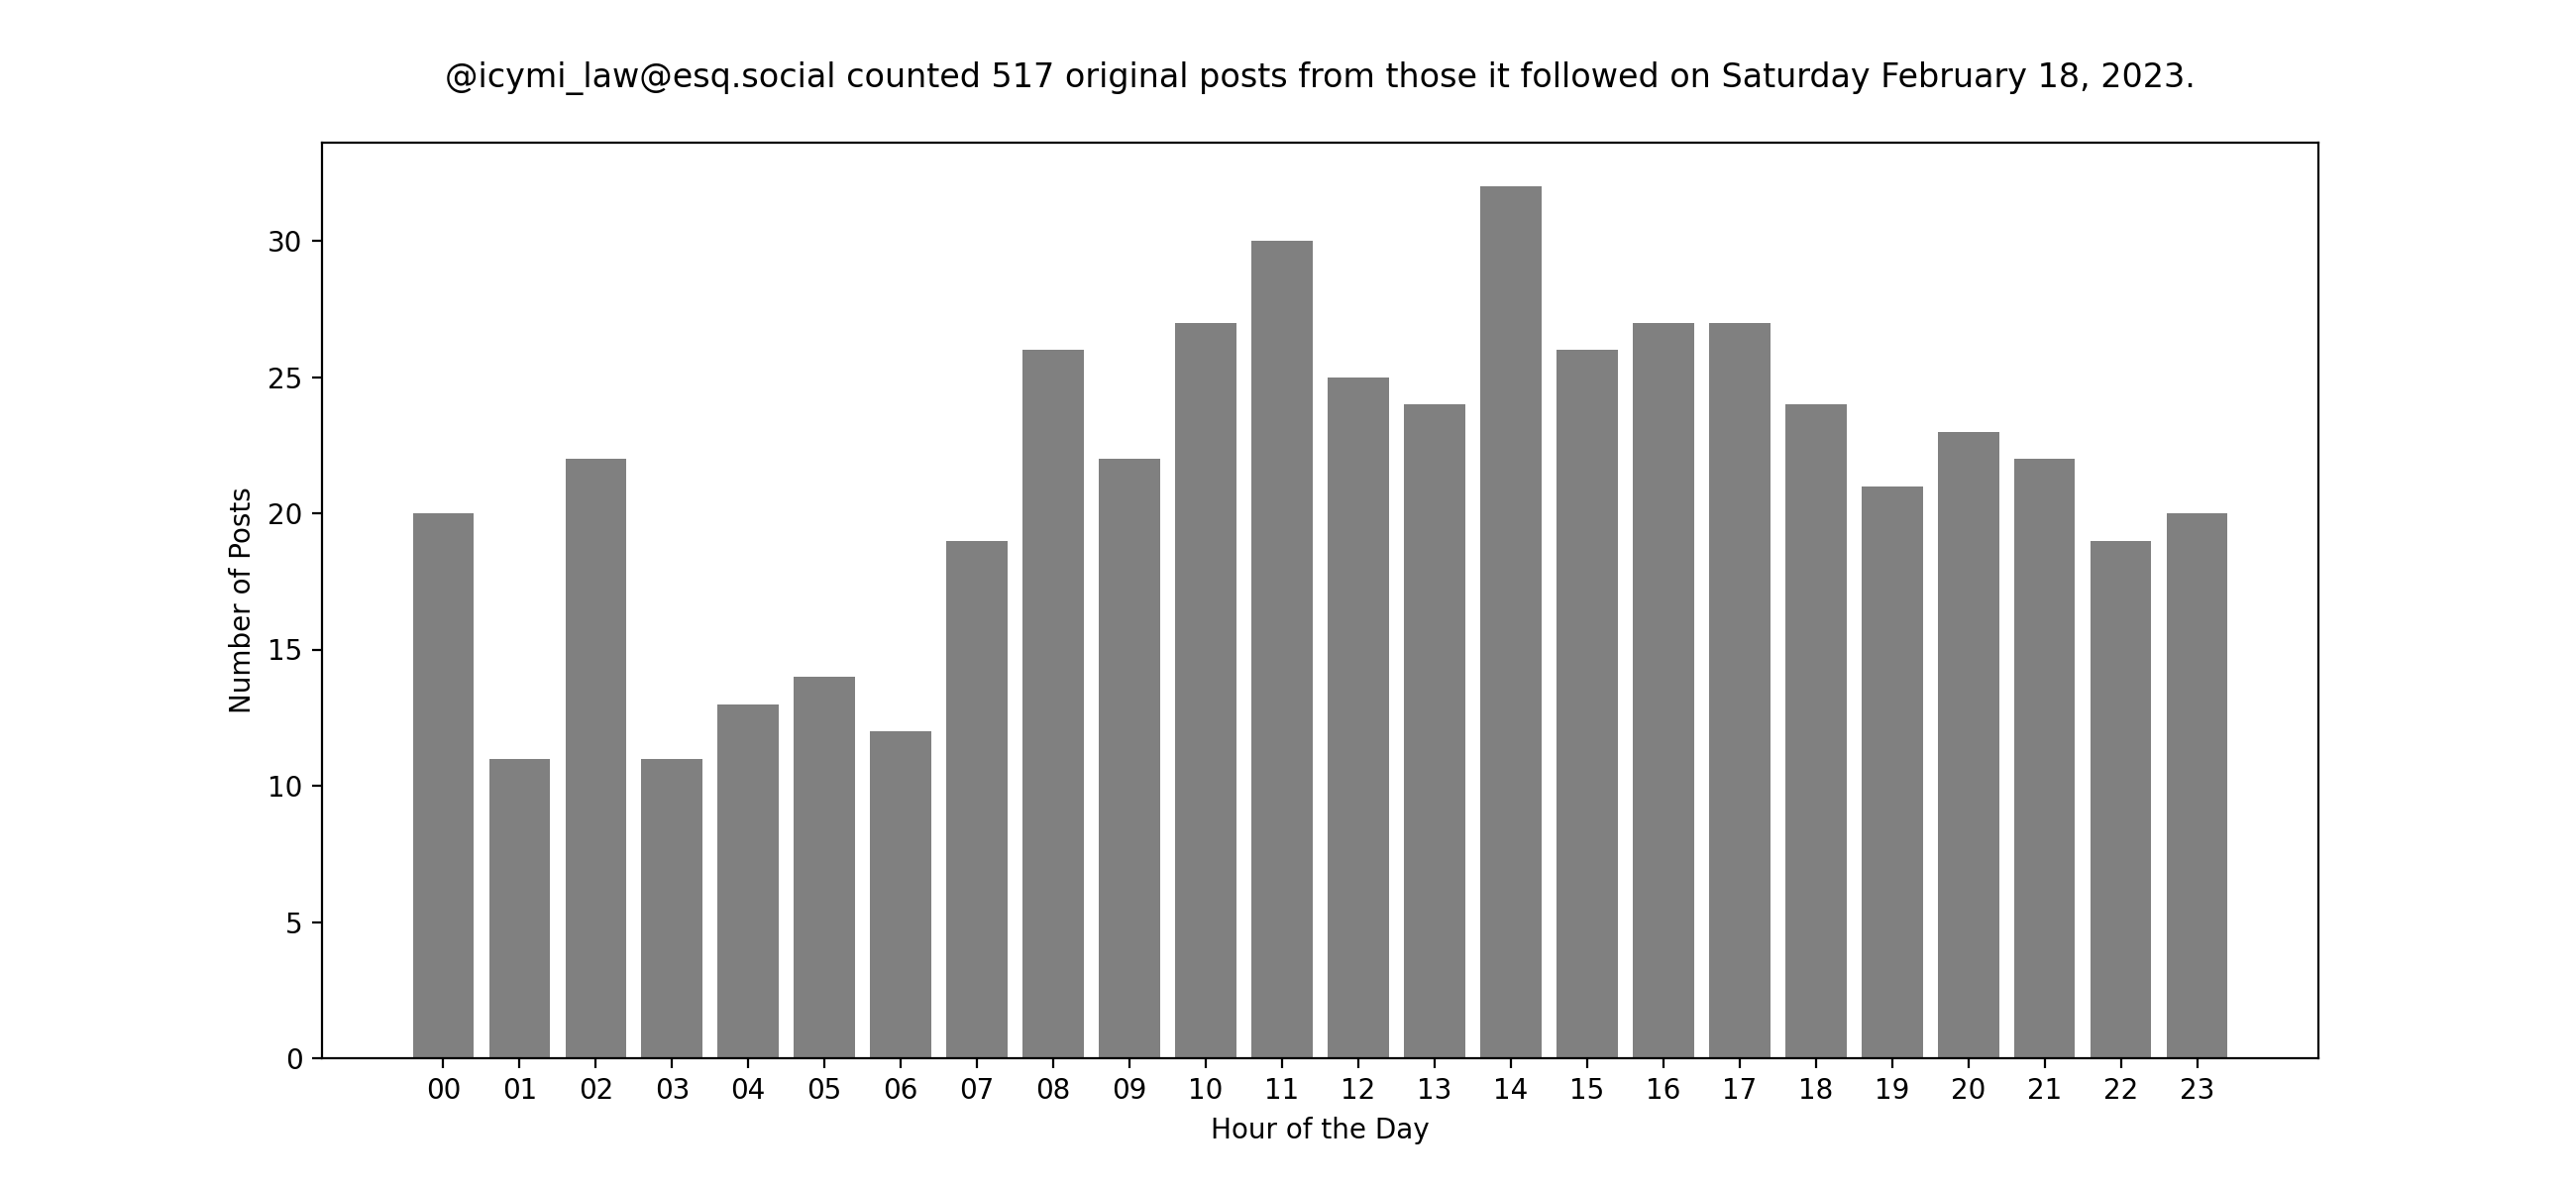 @icymi_law@esq.social counted 517 original posts from those it followed on Saturday February 18, 2023.
30
25
20
15
10
5
0
Number of Posts
00 01 02 03 04 05 06 07 08 09 10 11 12 13 14 15 16 17 18 19 20 21 22 23
Hour of the Day